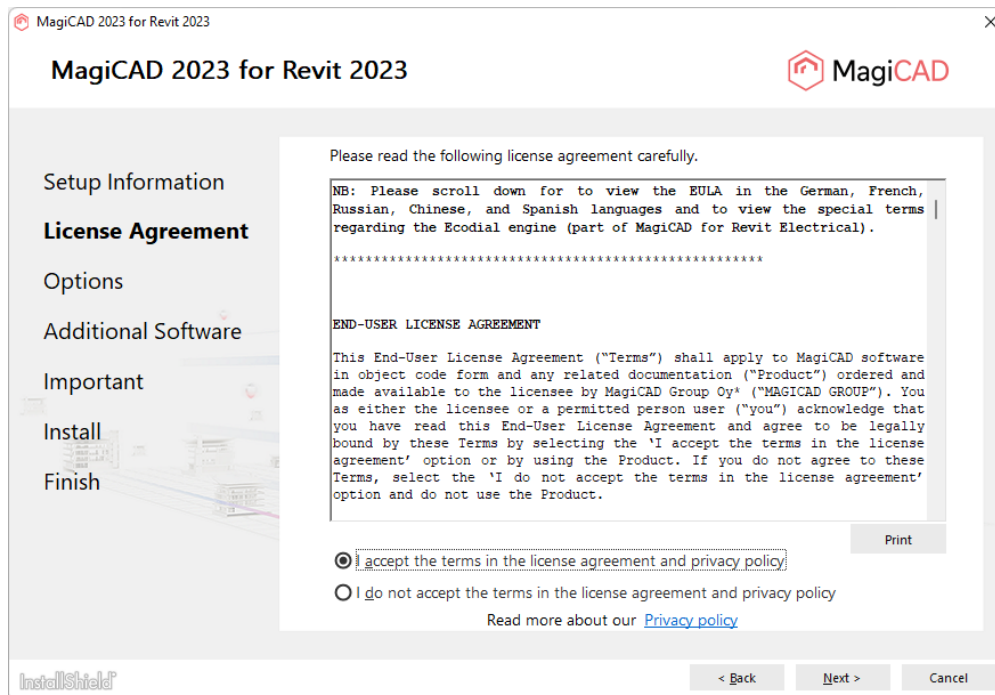 MagiCAD 2023 for Revit 2023
MagiCAD 2023 for Revit 2023
MagiCAD
Setup Information
License Agreement
Options
Additional Software
Important
Install
Finish
Please read the following license agreement carefully.
NB: Please scroll down for to view the EULA in the German, French,
Russian, Chinese, and Spanish languages and to view the special terms
regarding the Ecodial engine (part of MagiCAD for Revit Electrical).
******************************************************
END-USER LICENSE AGREEMENT
This End-User License Agreement (“Terms”) shall apply to MagiCAD software
in object code form and any related documentation (“Product”) ordered and
made available to the licensee by MagiCAD Group Oy* (“MAGICAD GROUP”). You
as either the licensee or a permitted person user (“you”) acknowledge that
you have read this End-User License Agreement and agree to be legally
bound by these Terms by selecting the ‘I accept the terms in the license
agreement’ option or by using the Product. If you do not agree to these
Terms, select the ‘I do not accept the terms in the license agreement’
option and do not use the Product.
Print
I accept the terms in the license agreement and privacy policy
I do not accept the terms in the license agreement and privacy policy
Read more about our Privacy policy
InstallShield
< Back
Next >
Cancel